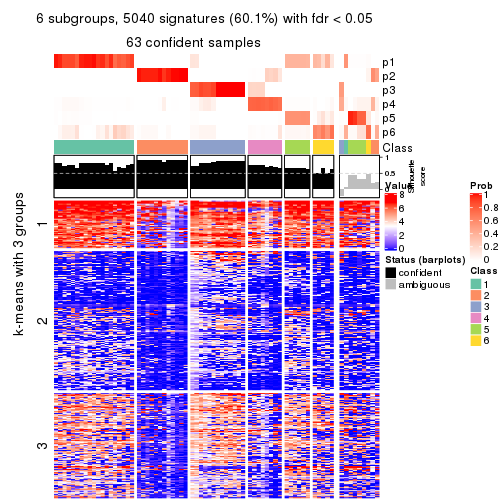 6 subgroups, 5040 signatures (60.1%) with fdr < 0.05
63 confident samples
p1
p2
p3
p4
p5
p6
Class
1
0.5
0
Silhouette
score
k-means with 3 groups
1
2
3
Value
8
6
4
2
0
Status (barplots)
confident
ambiguous
Prob
1
0.8
0.6
0.4
0.2
0
Class
1
2
3
4
5
6